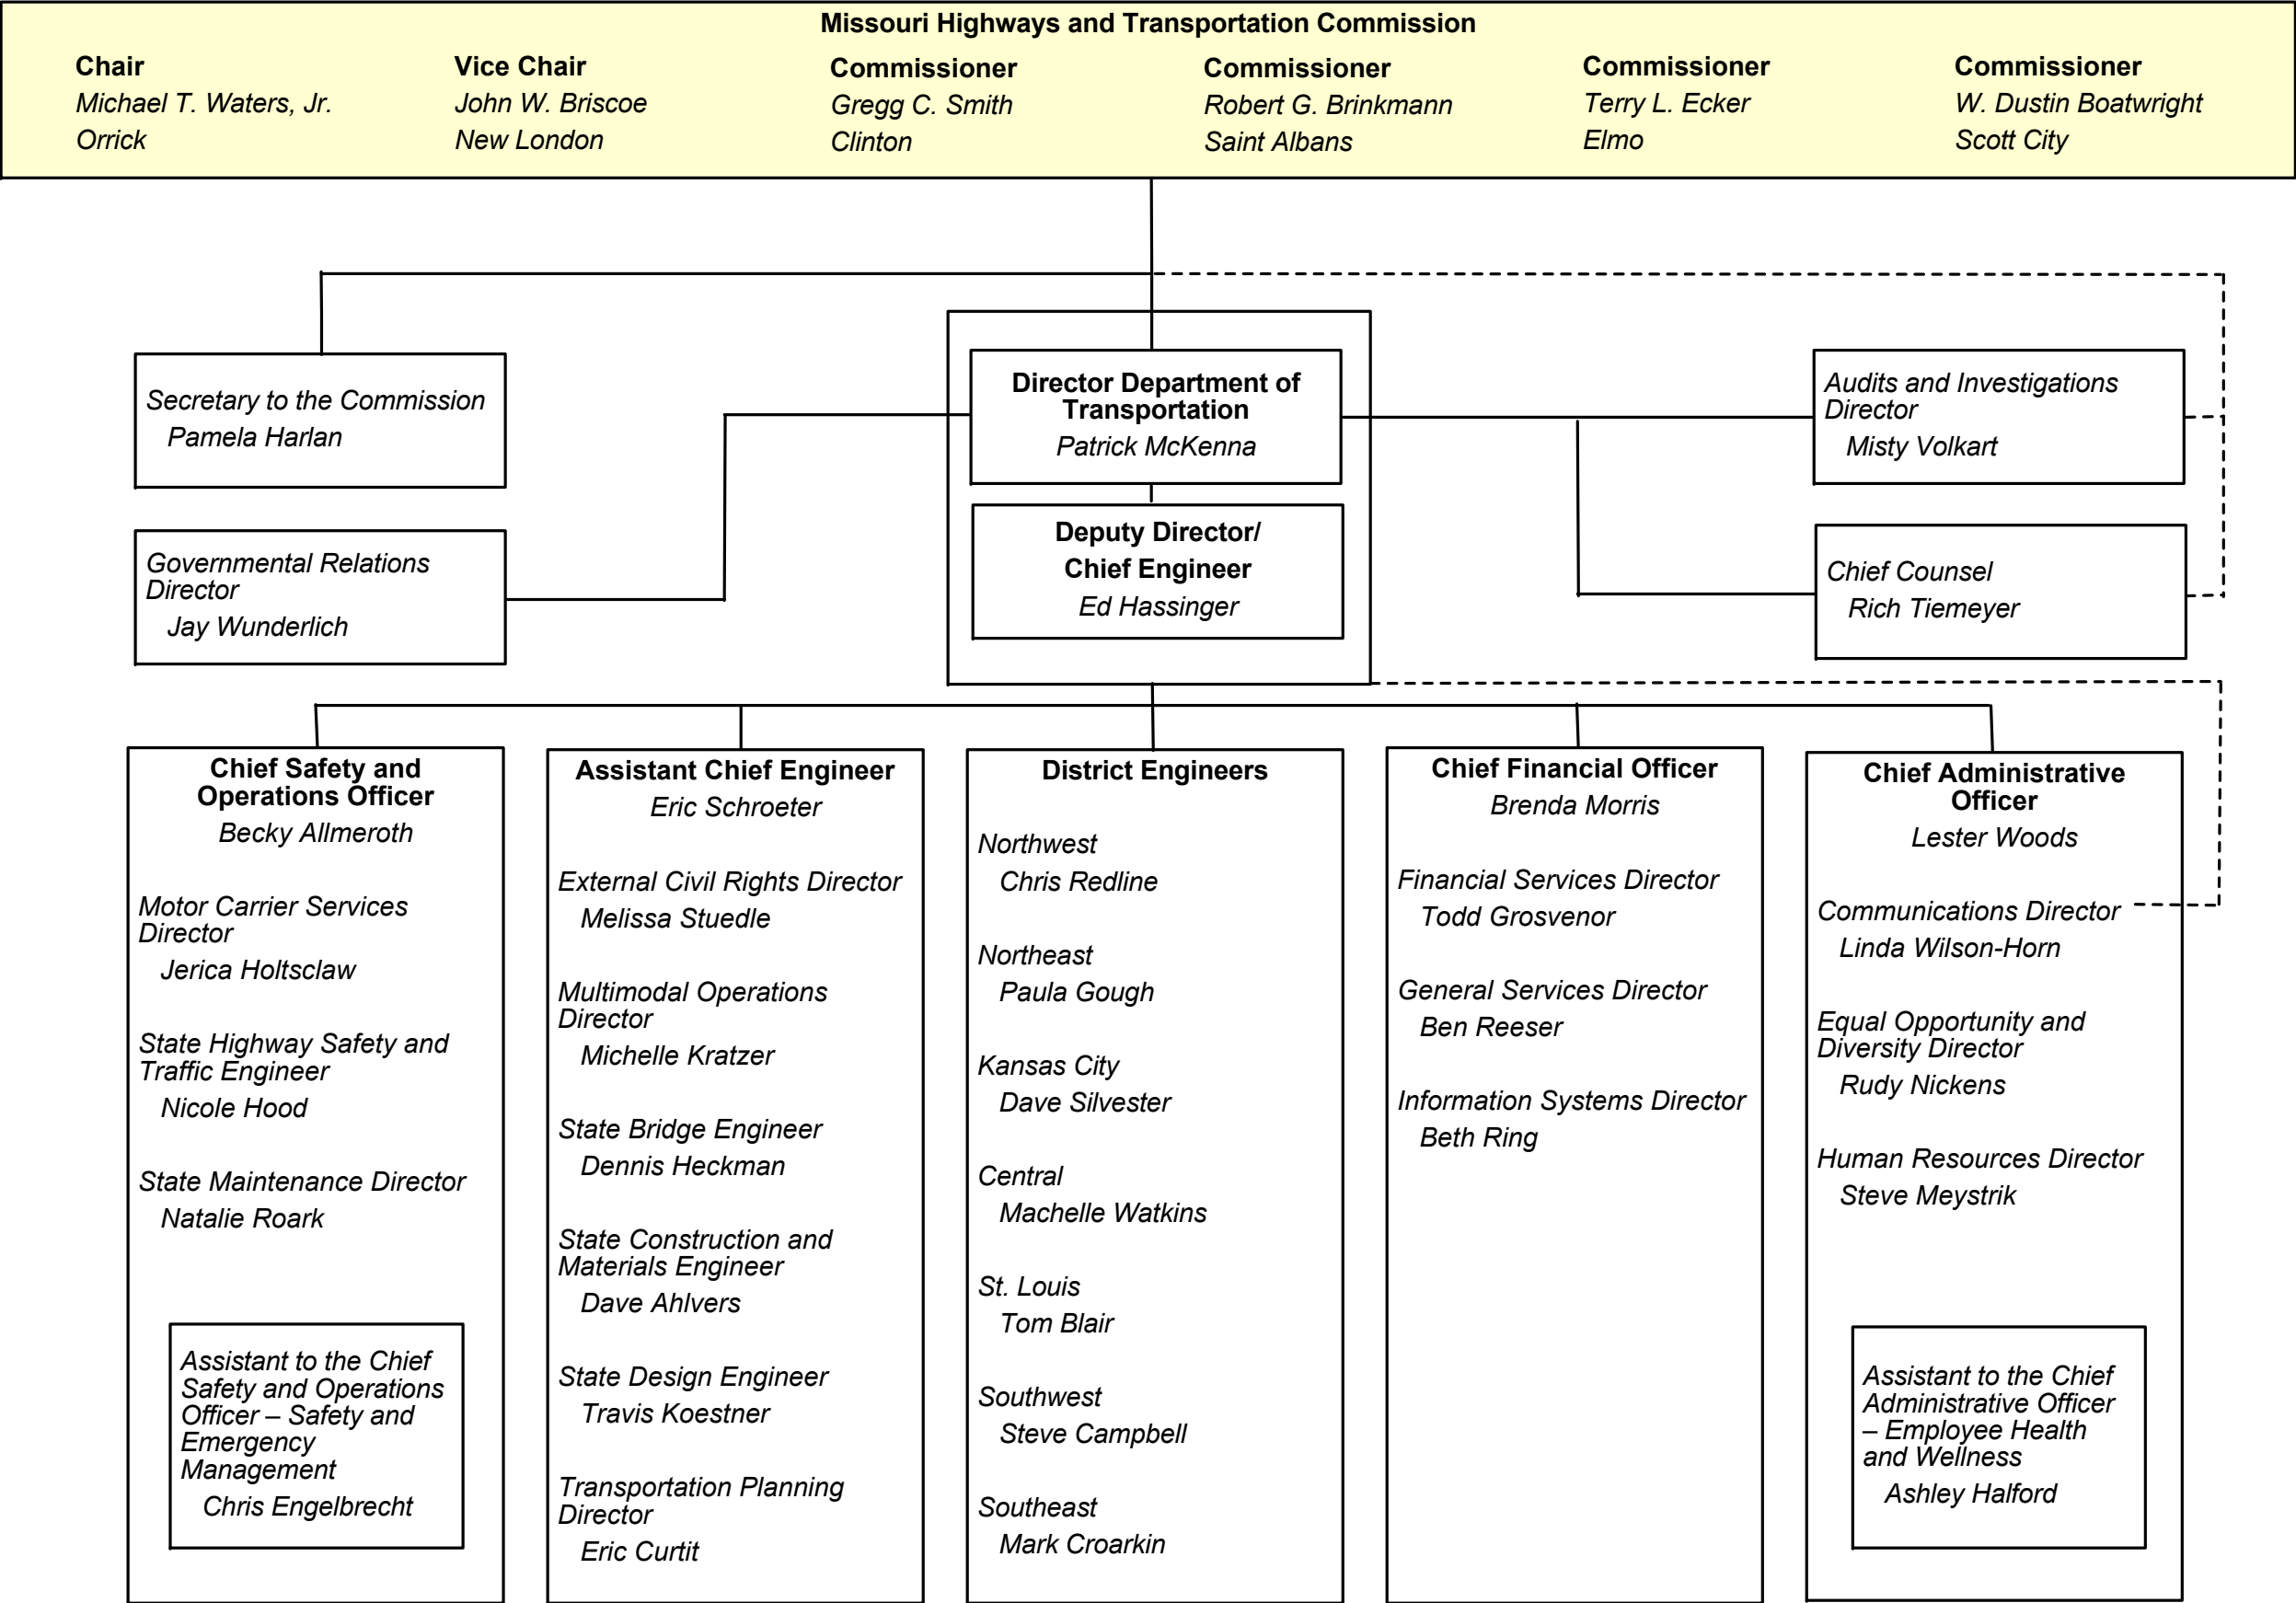 Missouri Highways and Transportation Commission
Chair
Michael T. Waters, Jr.
Orrick
Vice Chair
John W. Briscoe
New London
Commissioner
Gregg C. Smith
Clinton
Commissioner
Robert G. Brinkmann
Saint Albans
Commissioner
Terry L. Ecker
Elmo
Commissioner
W. Dustin Boatwright
Scott City
Secretary to the Commission
Pamela Harlan
Director Department of
Transportation
Patrick McKenna
Audits and Investigations
Director
Misty Volkart
Governmental Relations
Director
Jay Wunderlich
Deputy Director/
Chief Engineer
Ed Hassinger
Chief Counsel
Rich Tiemeyer
Chief Safety and
Operations Officer
Becky Allmeroth
Motor Carrier Services
Director
Jerica Holtsclaw
State Highway Safety and
Traffic Engineer
Nicole Hood
State Maintenance Director
Natalie Roark
Assistant to the Chief
Safety and Operations
Officer – Safety and
Emergency
Management
Chris Engelbrecht
Assistant Chief Engineer
Eric Schroeter
External Civil Rights Director
Melissa Stuedle
Multimodal Operations
Director
Michelle Kratzer
State Bridge Engineer
Dennis Heckman
State Construction and
Materials Engineer
Dave Ahlvers
State Design Engineer
Travis Koestner
Transportation Planning
Director
Eric Curtit
District Engineers
Northwest
Chris Redline
Northeast
Paula Gough
Kansas City
Dave Silvester
Central
Machelle Watkins
St. Louis
Tom Blair
Southwest
Steve Campbell
Southeast
Mark Croarkin
Chief Financial Officer
Brenda Morris
Financial Services Director
Todd Grosvenor
General Services Director
Ben Reeser
Information Systems Director
Beth Ring
Chief Administrative
Officer
Lester Woods
Communications Director
Linda Wilson-Horn
Equal Opportunity and
Diversity Director
Rudy Nickens
Human Resources Director
Steve Meystrik
Assistant to the Chief
Administrative Officer
– Employee Health
and Wellness
Ashley Halford